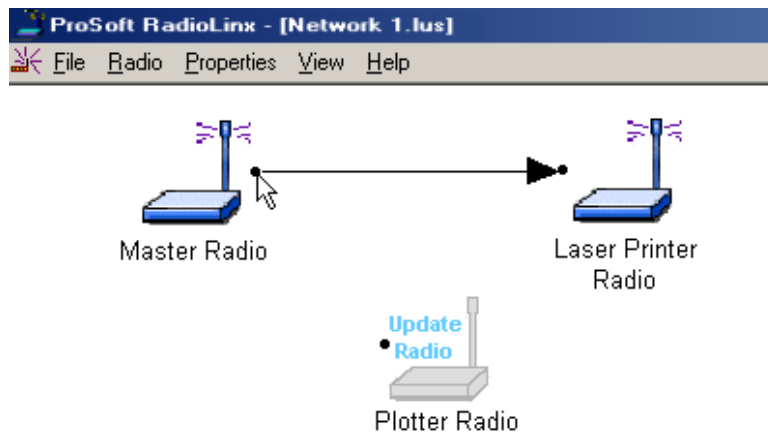 ProSoft RadioLinx - [Network 1.lus]
File Radio Properties View Help
Master Radio
Laser Printer
Radio
Update
Radio
Plotter Radio